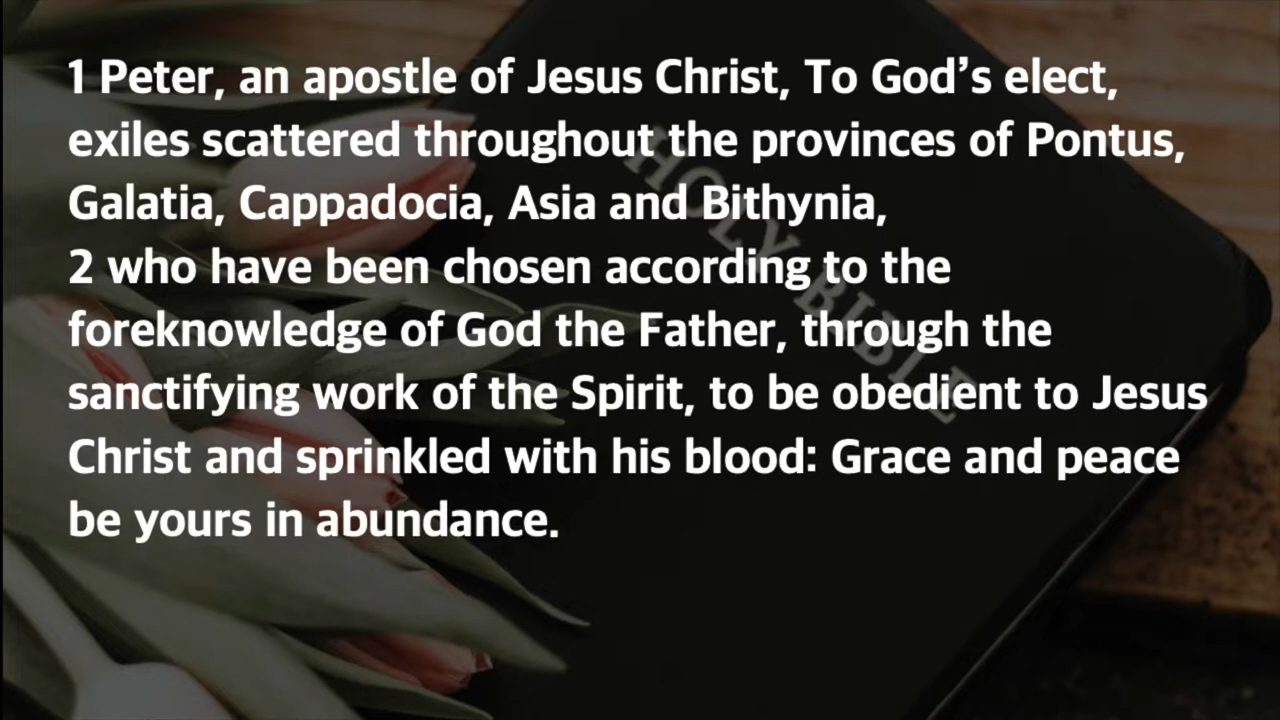 1 Peter, an apostle of Jesus Christ, To God’s elect,
exiles scattered throughout the provinces of Pontus,
Galatia, Cappadocia, Asia and Bithynia,
2 who have been chosen according to the
foreknowledge of God the Father, through the
sanctifying work of the Spirit, to be obedient to Jesus
Christ and sprinkled with his blood: Grace and peace
be yours in abundance.
HOLY BIBLE